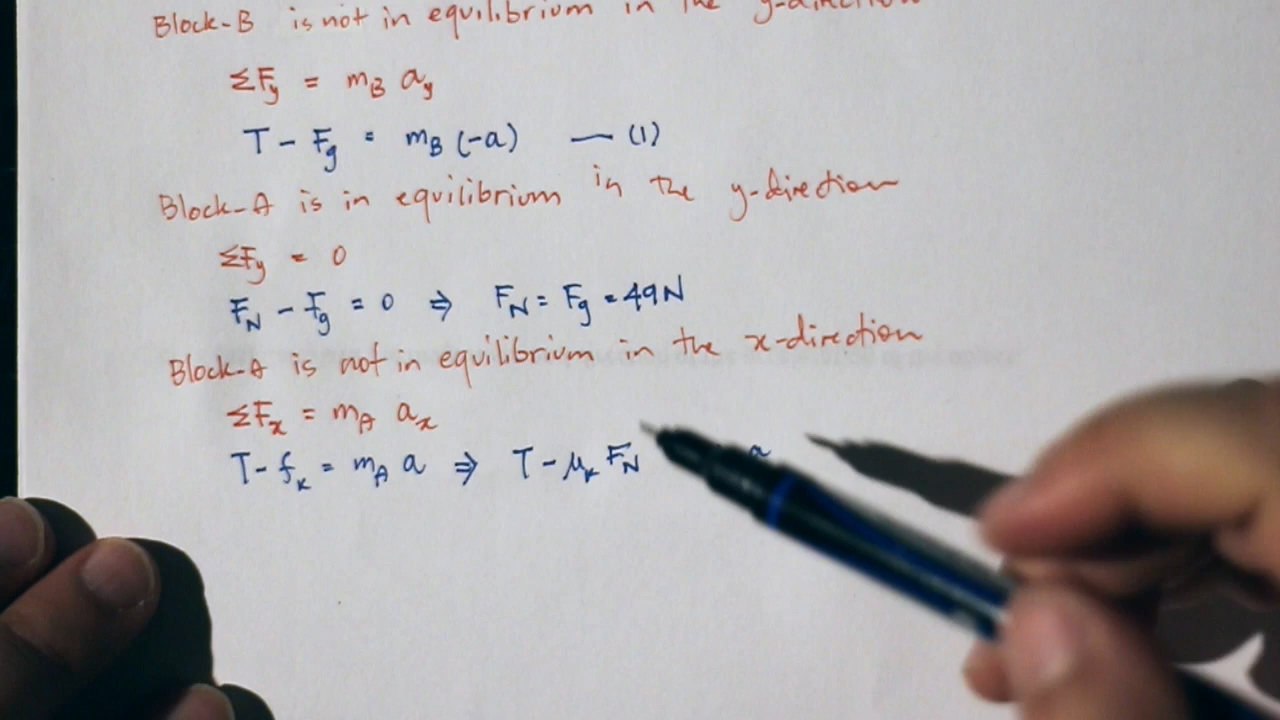 Block-B is not in equilibrium in the y-direction
ΣFy = mB ay
T - Fg = mB (-a) — (1)
Block-A is in equilibrium in the y-direction
ΣFy = 0
FN - Fg = 0 ⇒ FN = Fg = 49N
Block-A is not in equilibrium in the x-direction
ΣFx = mA ax
T - fk = mA a ⇒ T - μk FN a